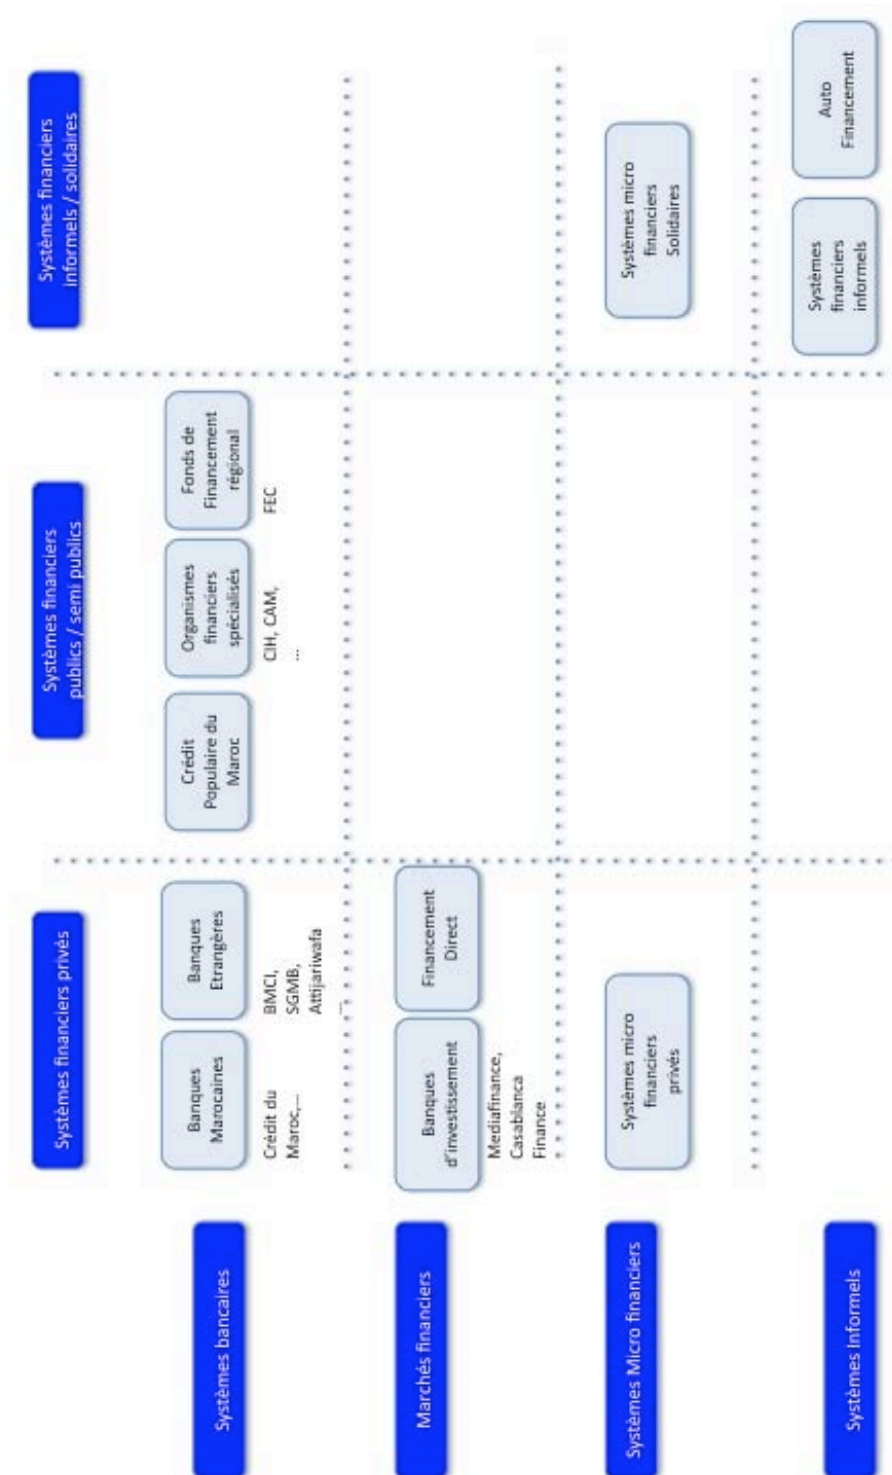 Systèmes financiers privés
Systèmes financiers
publics / semi publics
Systèmes financiers
informels / solidaires
Systèmes bancaires
Banques
Marocaines
Crédit du
Maroc,...
Banques
Etrangères
BMCI,
SGMB,
Attijariwafa
...
Crédit
Populaire du
Maroc
Organismes
financiers
spécialisés
CIH, CAM,
...
Fonds de
Financement
régional
FEC
Marchés financiers
Banques
d'investissement
Mediafinance,
Casablanca
Finance
Financement
Direct
Systèmes Micro financiers
Systèmes micro
financiers
privés
Systèmes micro
financiers
Solidaires
Systèmes Informels
Systèmes
financiers
informels
Auto
Financement